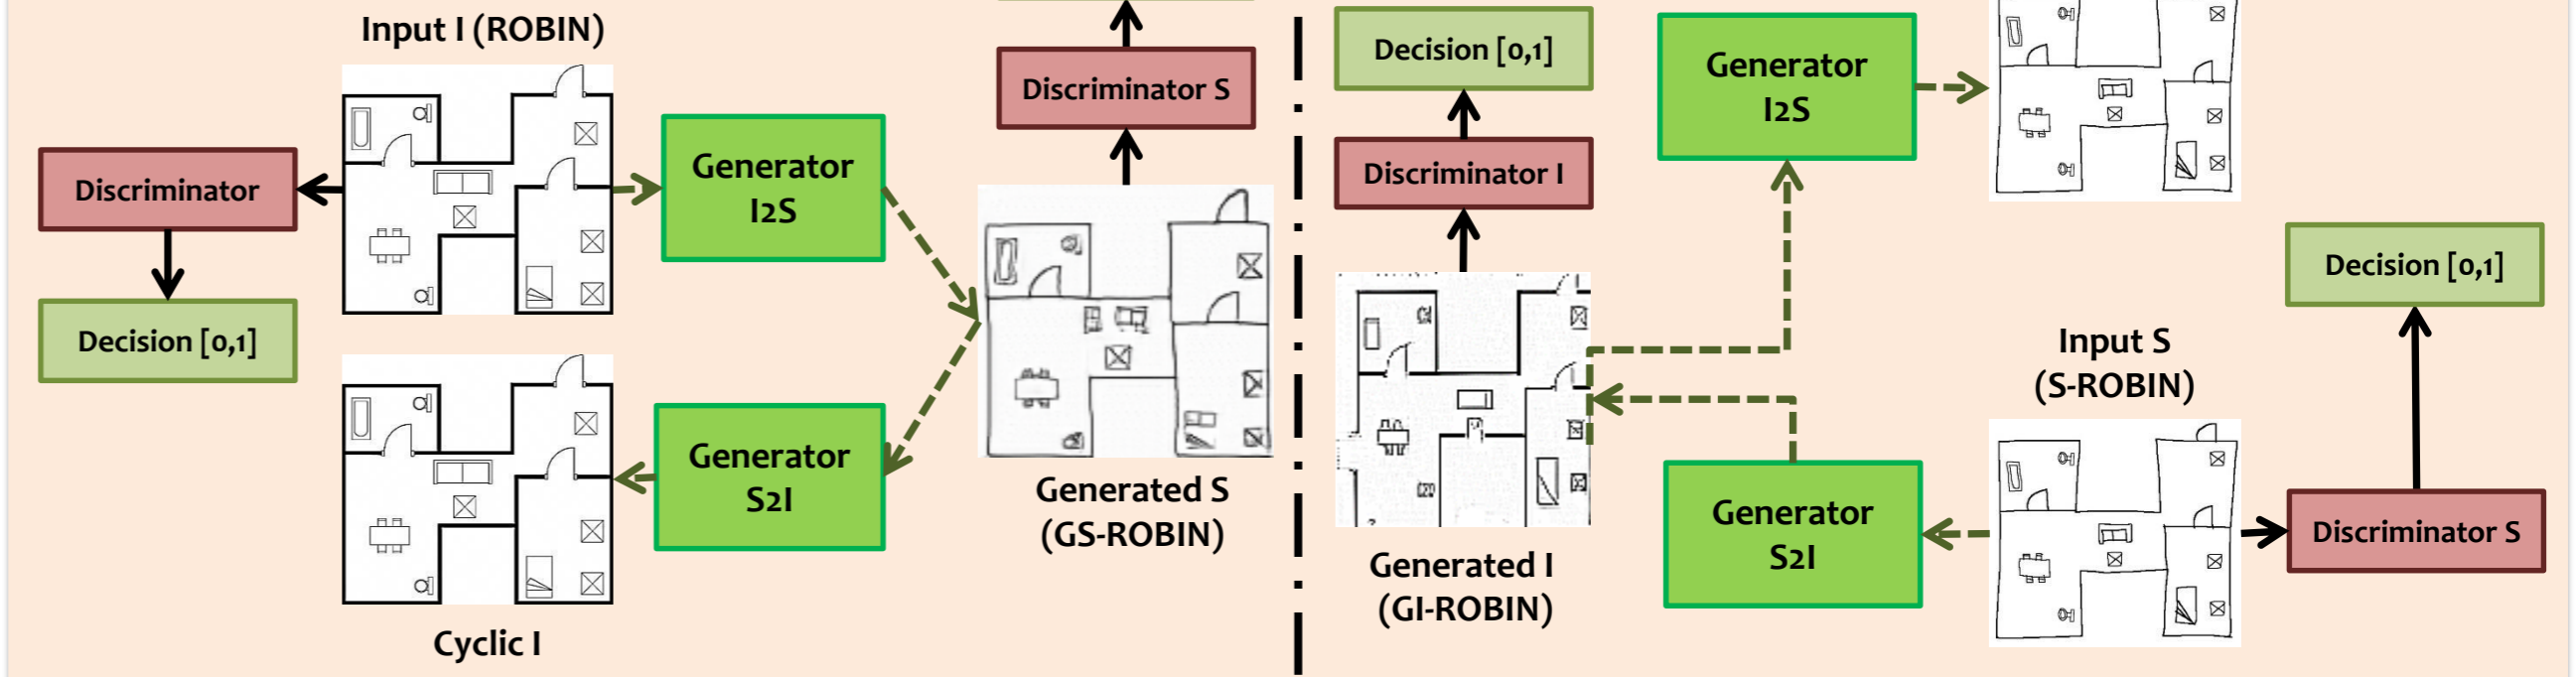 Input I (ROBIN)
Discriminator
Decision [0,1]
Generator
I2S
Generator
S2I
Cyclic I
Discriminator S
Generated S
(GS-ROBIN)
Decision [0,1]
Discriminator I
Generated I
(GI-ROBIN)
Generator
I2S
Generator
S2I
Input S
(S-ROBIN)
Decision [0,1]
Discriminator S